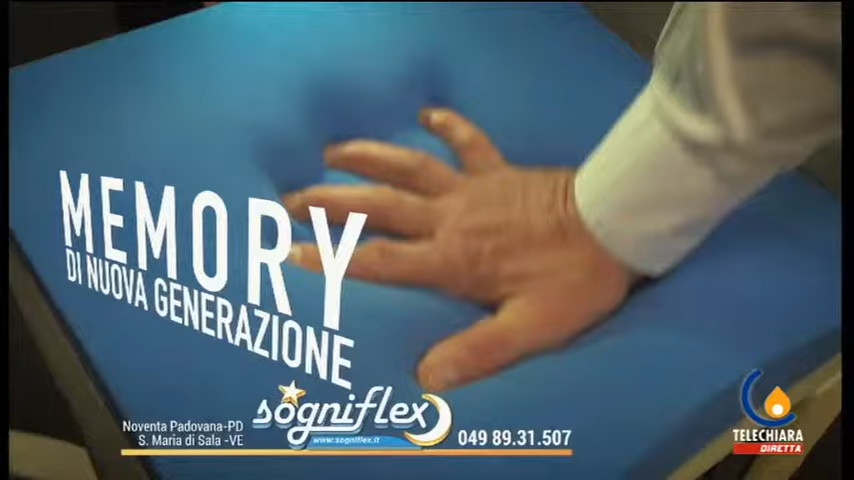 MEMORY
DI NUOVA GENERAZIONE
Noventa Padovana-PD
S. Maria di Sala -VE
sogniflex
www.sogniflex.it
049 89.31.507
TELECHIARA
DIRETTA